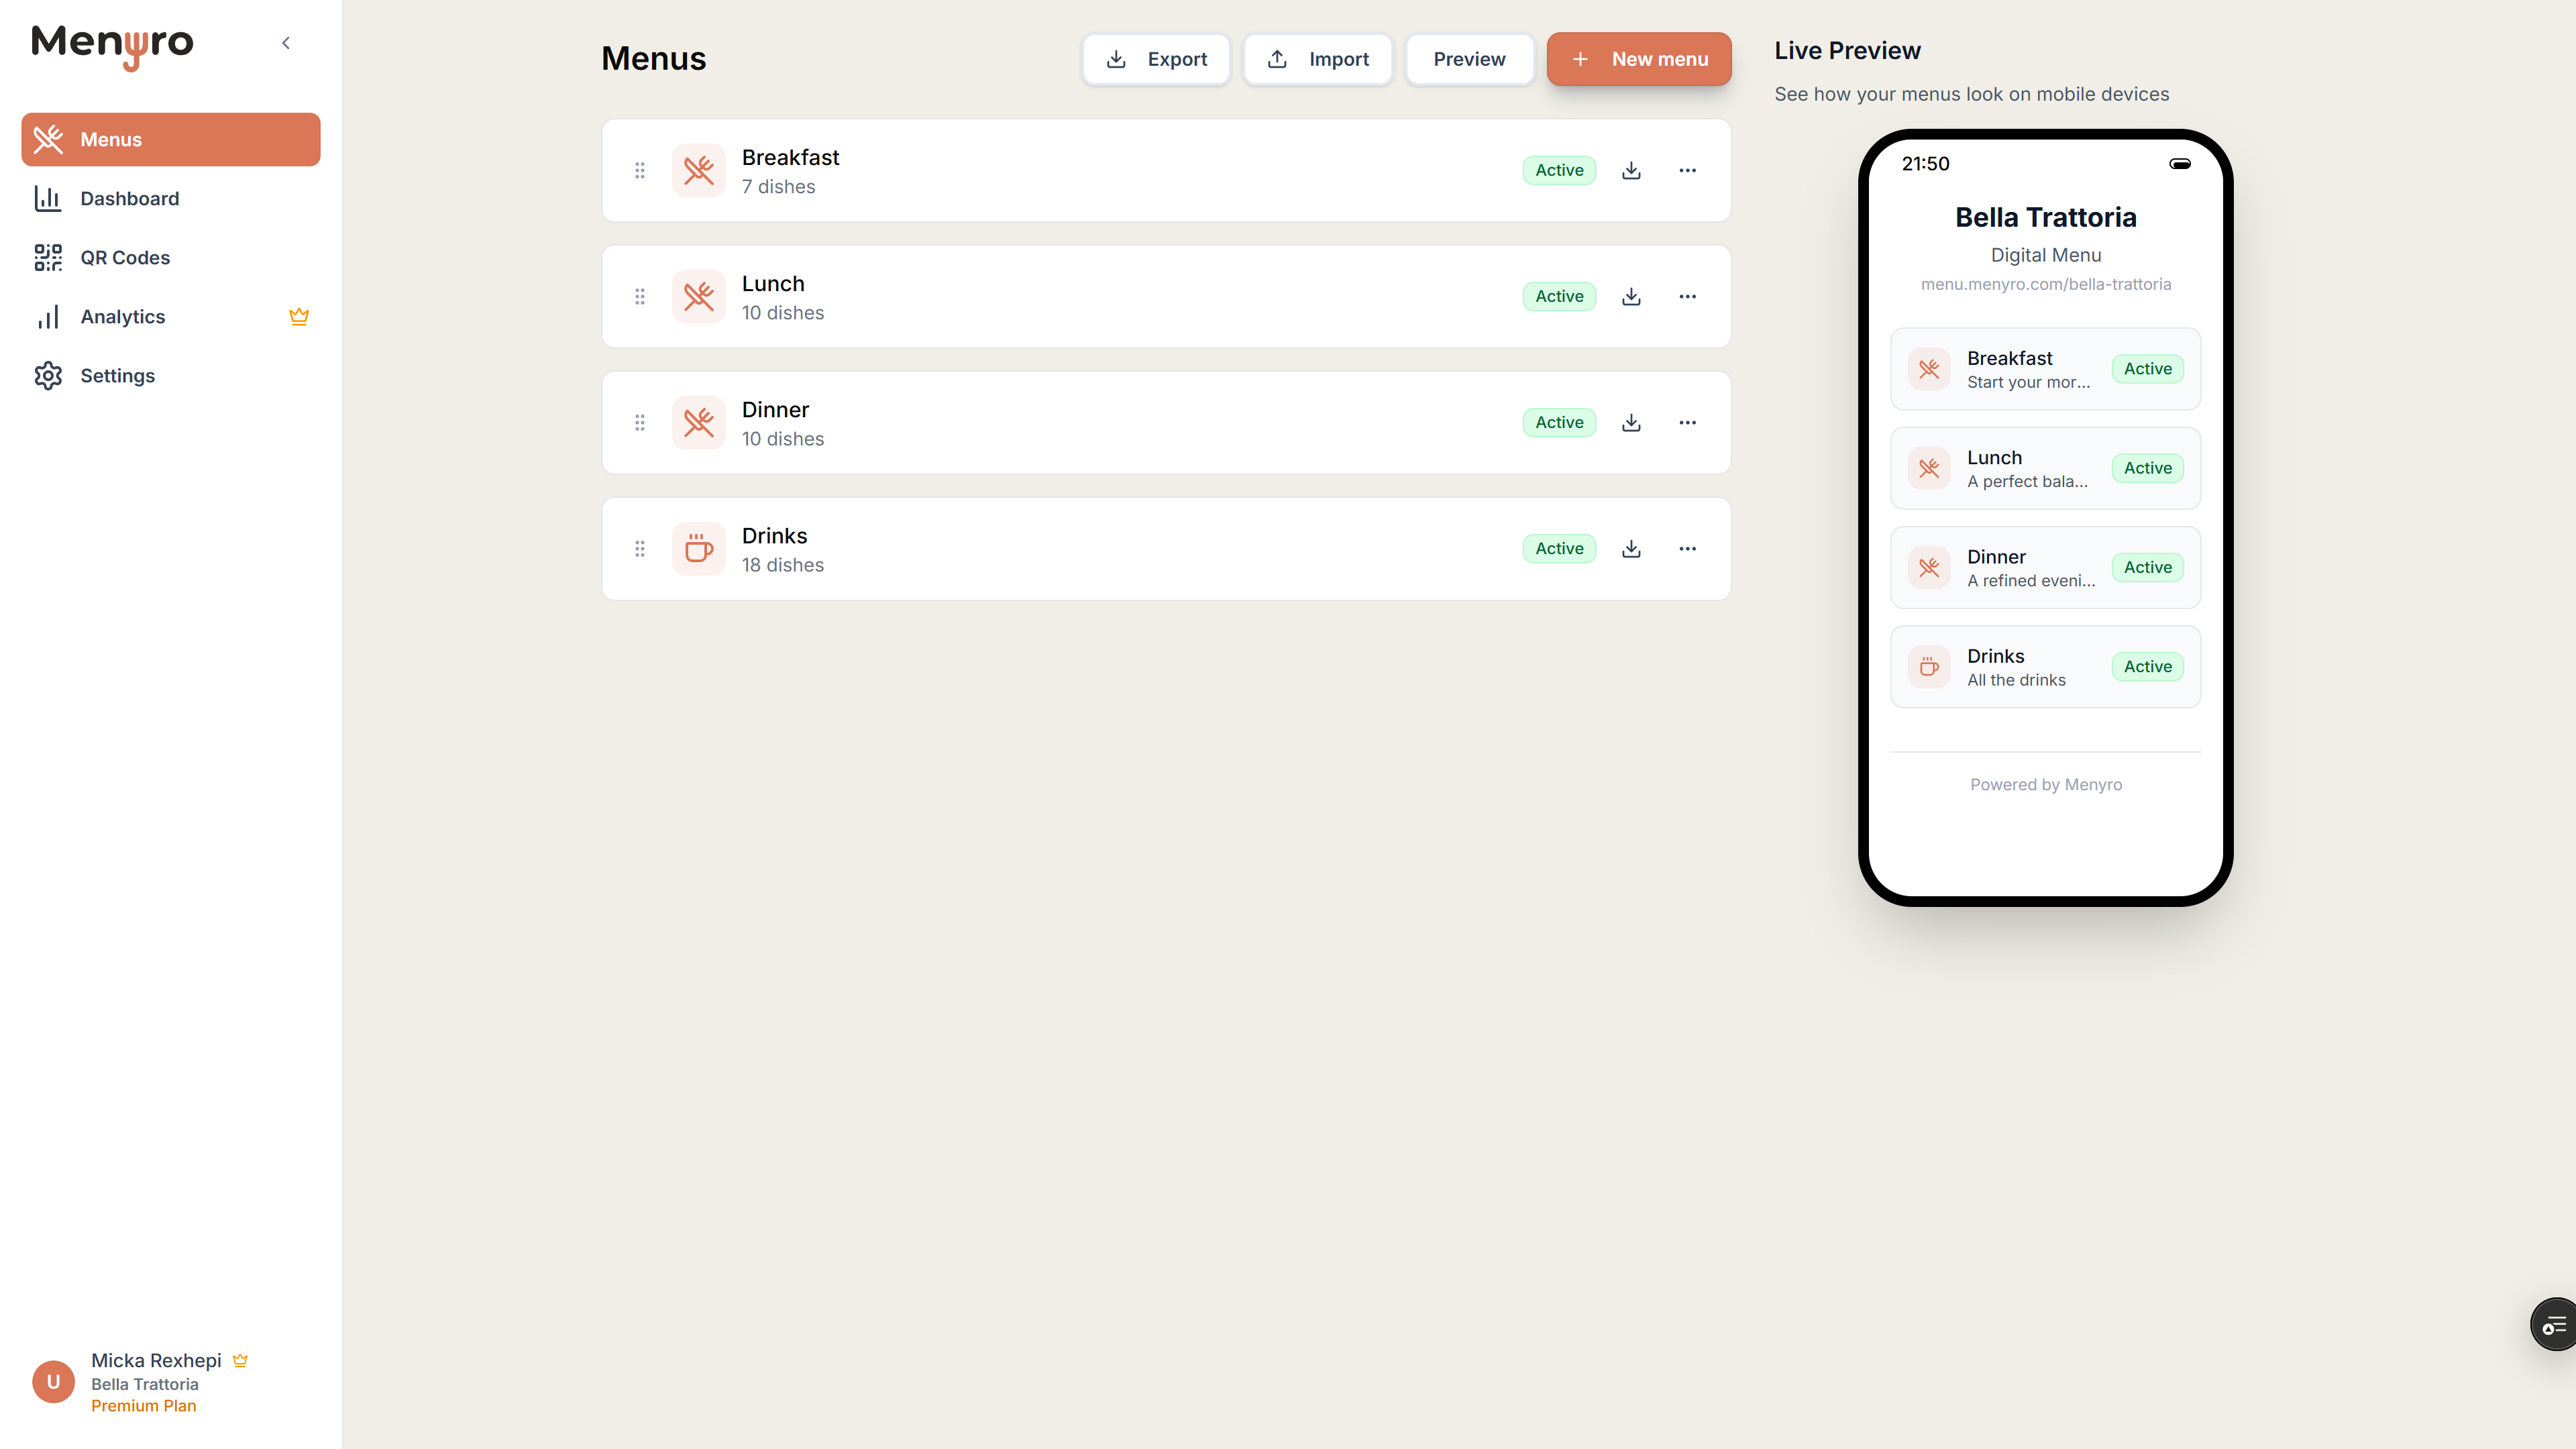 Menyro
Menus
Dashboard
QR Codes
Analytics
Settings
Micka Rexhepi
Bella Trattoria
Premium Plan
U
Menus
Export
Import
Preview
New menu
Breakfast
7 dishes
Active
Lunch
10 dishes
Active
Dinner
10 dishes
Active
Drinks
18 dishes
Active
Live Preview
See how your menus look on mobile devices
21:50
Bella Trattoria
Digital Menu
menu.menyro.com/bella-trattoria
Breakfast
Start your mor...
Active
Lunch
A perfect bala...
Active
Dinner
A refined eveni...
Active
Drinks
All the drinks
Active
Powered by Menyro